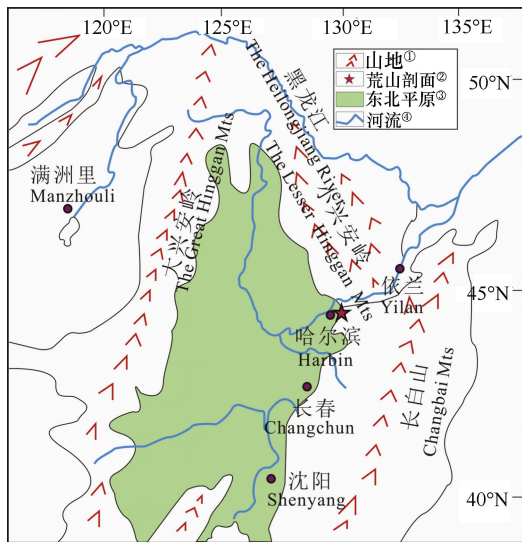 120°E
125°E
130°E
135°E
山地①
荒山剖面②
东北平原③
河流④
50°N
黑龙江
The Heilongjiang River
满洲里
Manzhouli
大兴安岭
The Great Hinggan Mts
小兴安岭
The Lesser Hinggan Mts
依兰
Yilan
45°N
哈尔滨
Harbin
长白山
Changbai Mts
长春
Changchun
沈阳
Shenyang
40°N